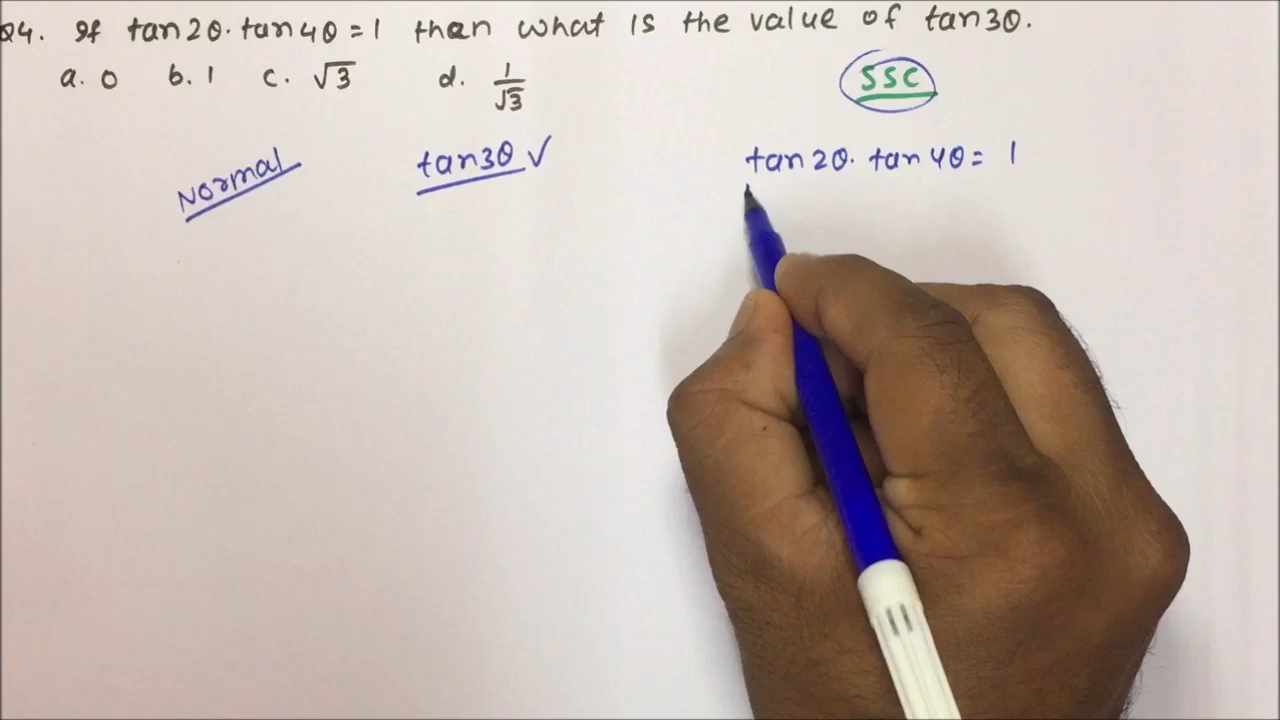 Q4. If tan2θ. tan4θ = 1 then what is the value of tan3θ.
a. 0 b. 1 c. √3 d. 1/√3
SSC
Normal tan3θ ✓ tan2θ. tan4θ = 1